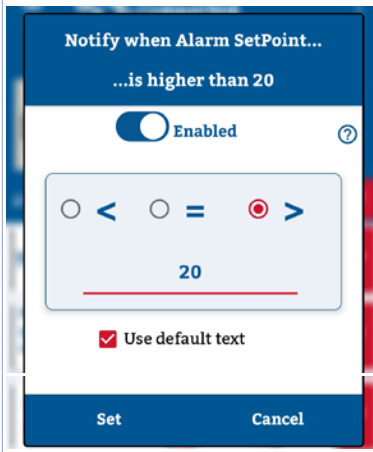 Notify when Alarm SetPoint...
...is higher than 20
Enabled
?
< = >
20
Use default text
Set Cancel